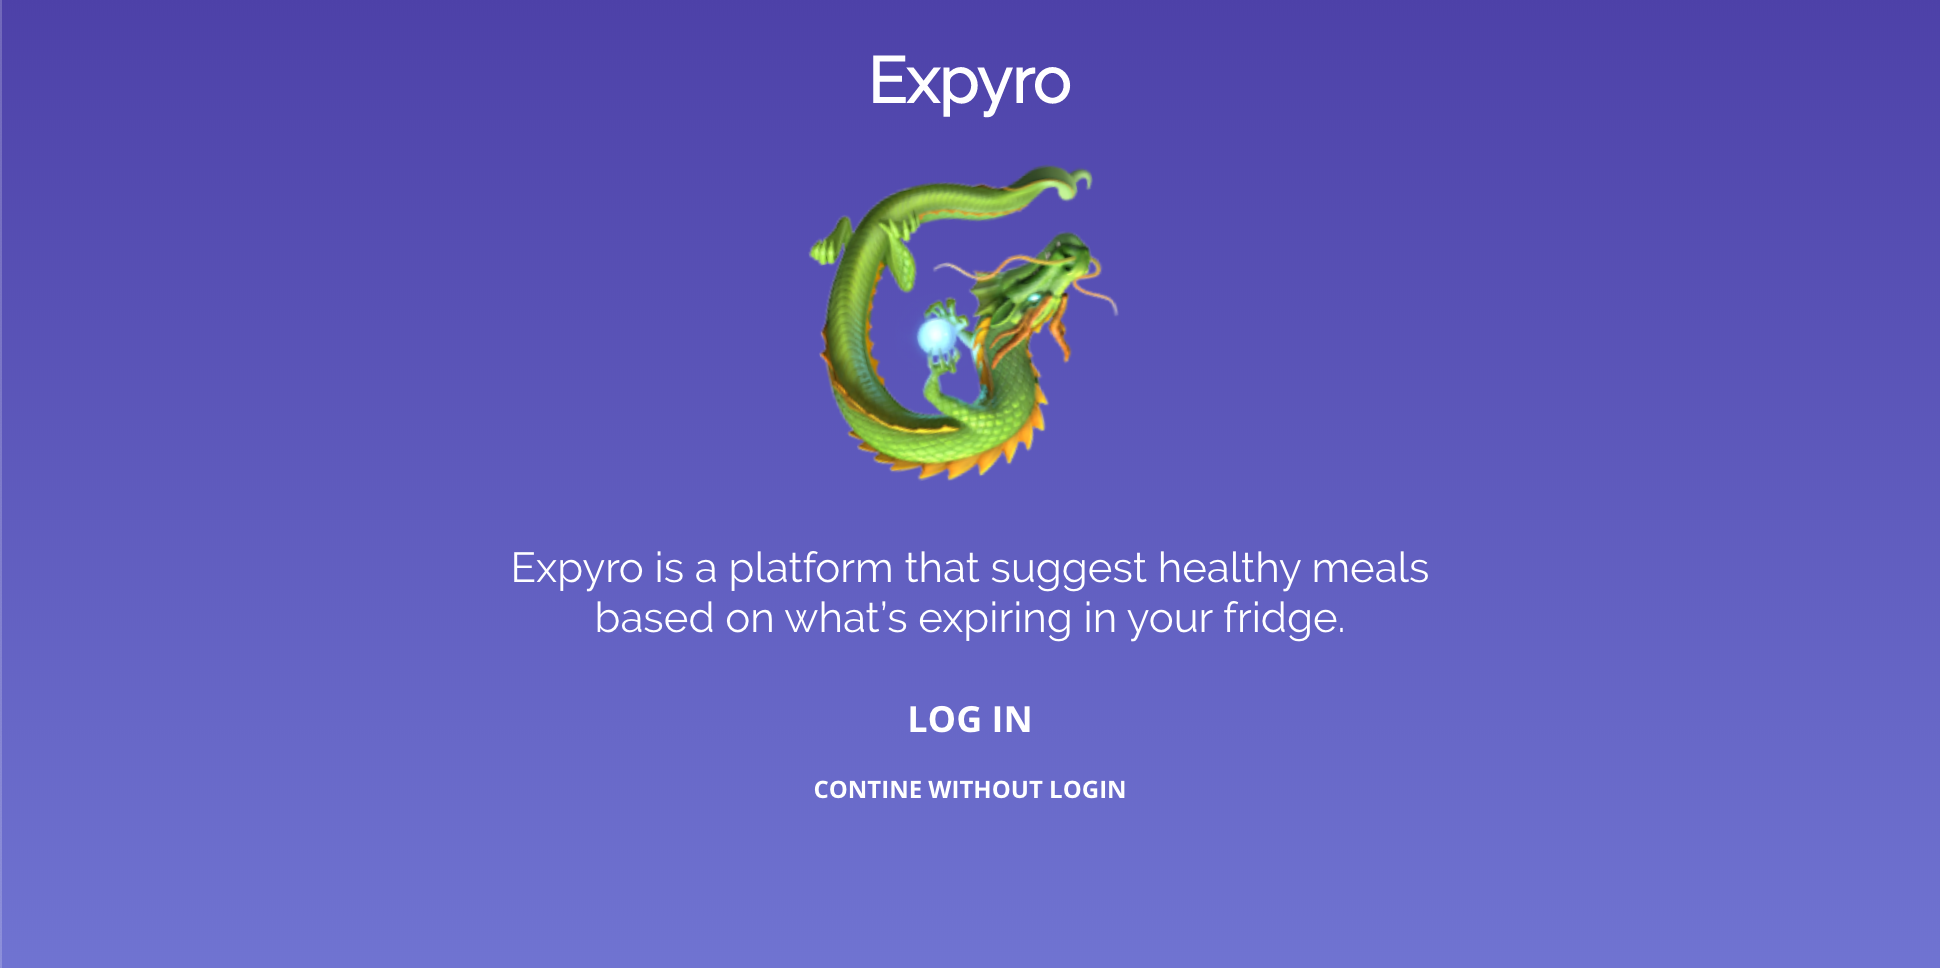 Expyro
Expyro is a platform that suggest healthy meals
based on what’s expiring in your fridge.
LOG IN
CONTINE WITHOUT LOGIN